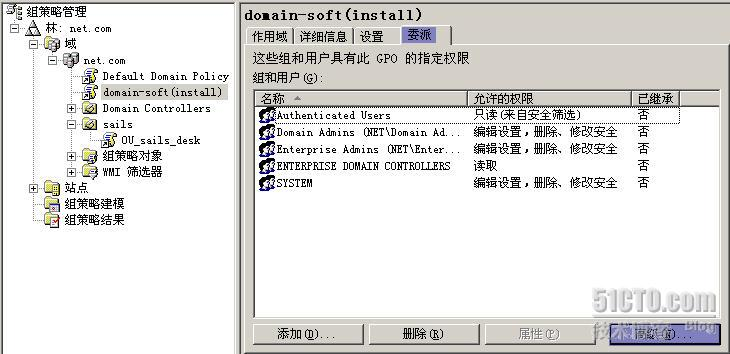 组策略管理
林: net.com
域
net.com
Default Domain Policy
domain-soft(install)
Domain Controllers
sails
OU_sails_desk
组策略对象
WMI 筛选器
站点
组策略建模
组策略结果
domain-soft(install)
作用域 详细信息 设置 委派
这些组和用户具有此 GPO 的指定权限
组和用户(G):
名称 允许的权限 已继承
Authenticated Users 只读(来自安全筛选) 否
Domain Admins (NET\Domain Ad... 编辑设置,删除、修改安全 否
Enterprise Admins (NET\Enter... 编辑设置,删除、修改安全 否
ENTERPRISE DOMAIN CONTROLLERS 读取 否
SYSTEM 编辑设置,删除、修改安全 否
添加(D)... 删除(R) 属性(P) 高级(N)...
51CTO.com
技术博客 Blog